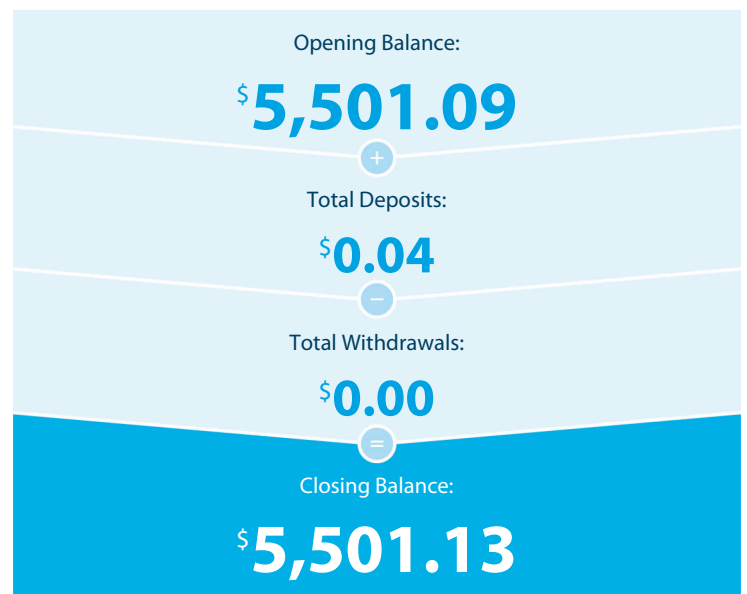 Opening Balance:
$5,501.09
+
Total Deposits:
$0.04
−
Total Withdrawals:
$0.00
=
Closing Balance:
$5,501.13